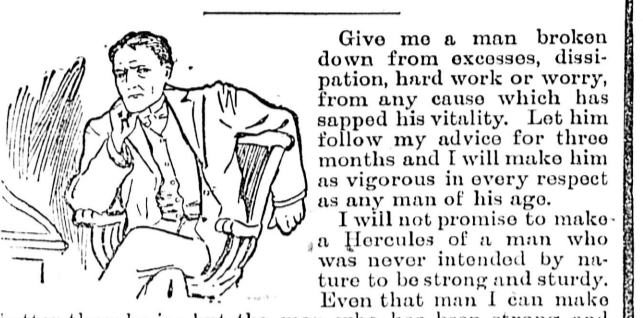 Give me a man broken
down from excesses, dissi-
pation, hard work or worry,
from any cause which has
sapped his vitality. Let him
follow my advice for three
months and I will make him
as vigorous in every respect
as any man of his age.
I will not promise to make
a Hercules of a man who
was never intended by na-
ture to be strong and sturdy.
Even that man I can make